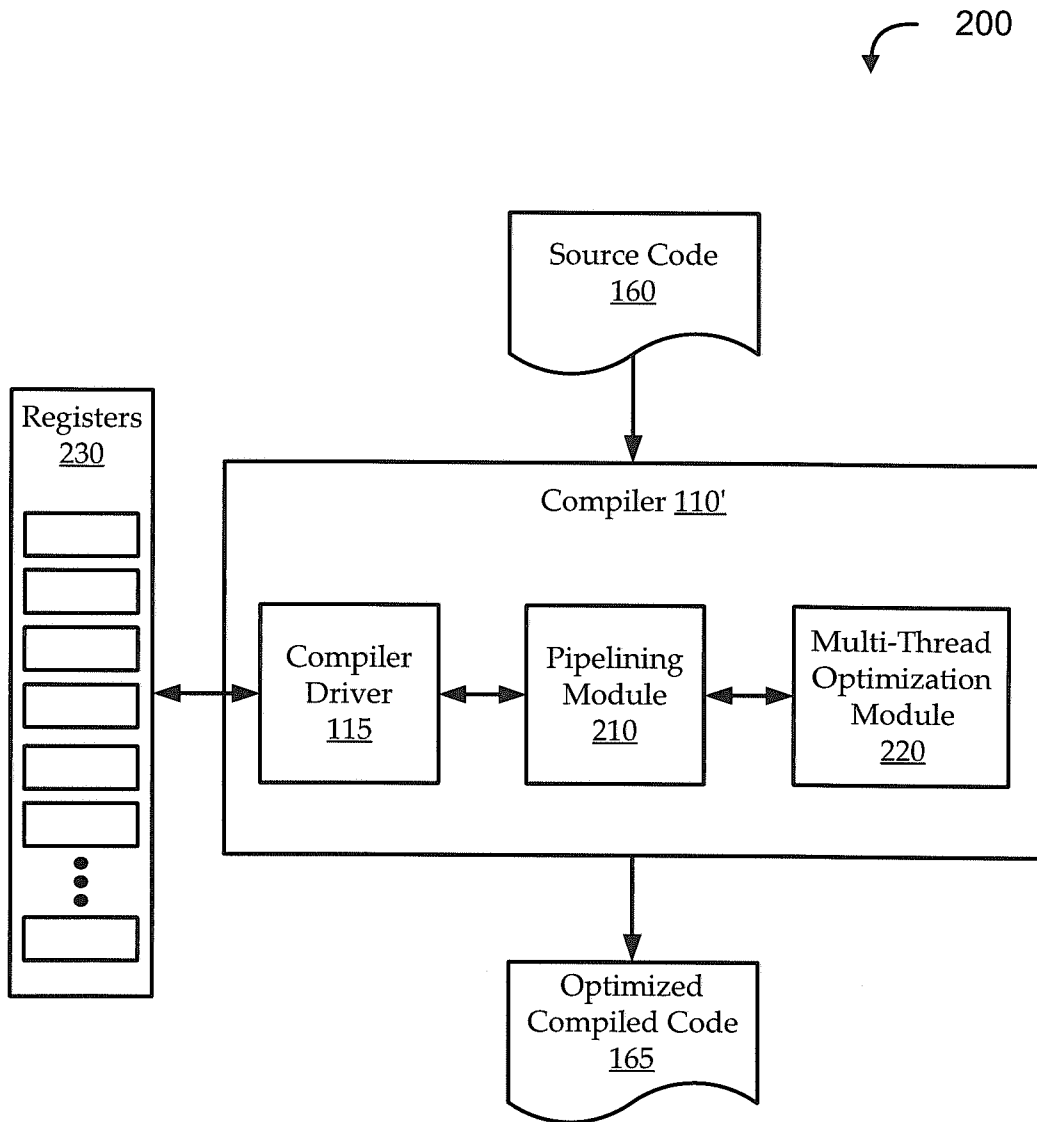 200
Source Code
160
Registers
230
Compiler 110'
Compiler
Driver
115
Pipelining
Module
210
Multi-Thread
Optimization
Module
220
Optimized
Compiled Code
165